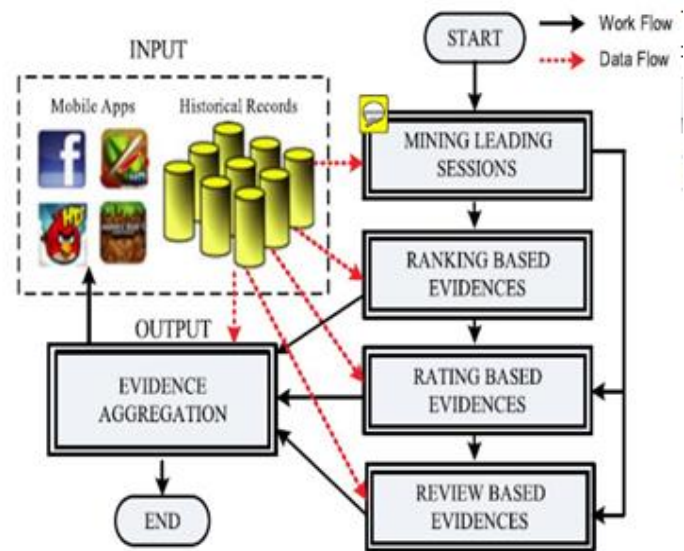 INPUT
START
Work Flow
Data Flow
Mobile Apps
Historical Records
f
HD
MINING LEADING
SESSIONS
RANKING BASED
EVIDENCES
OUTPUT
EVIDENCE
AGGREGATION
RATING BASED
EVIDENCES
REVIEW BASED
EVIDENCES
END